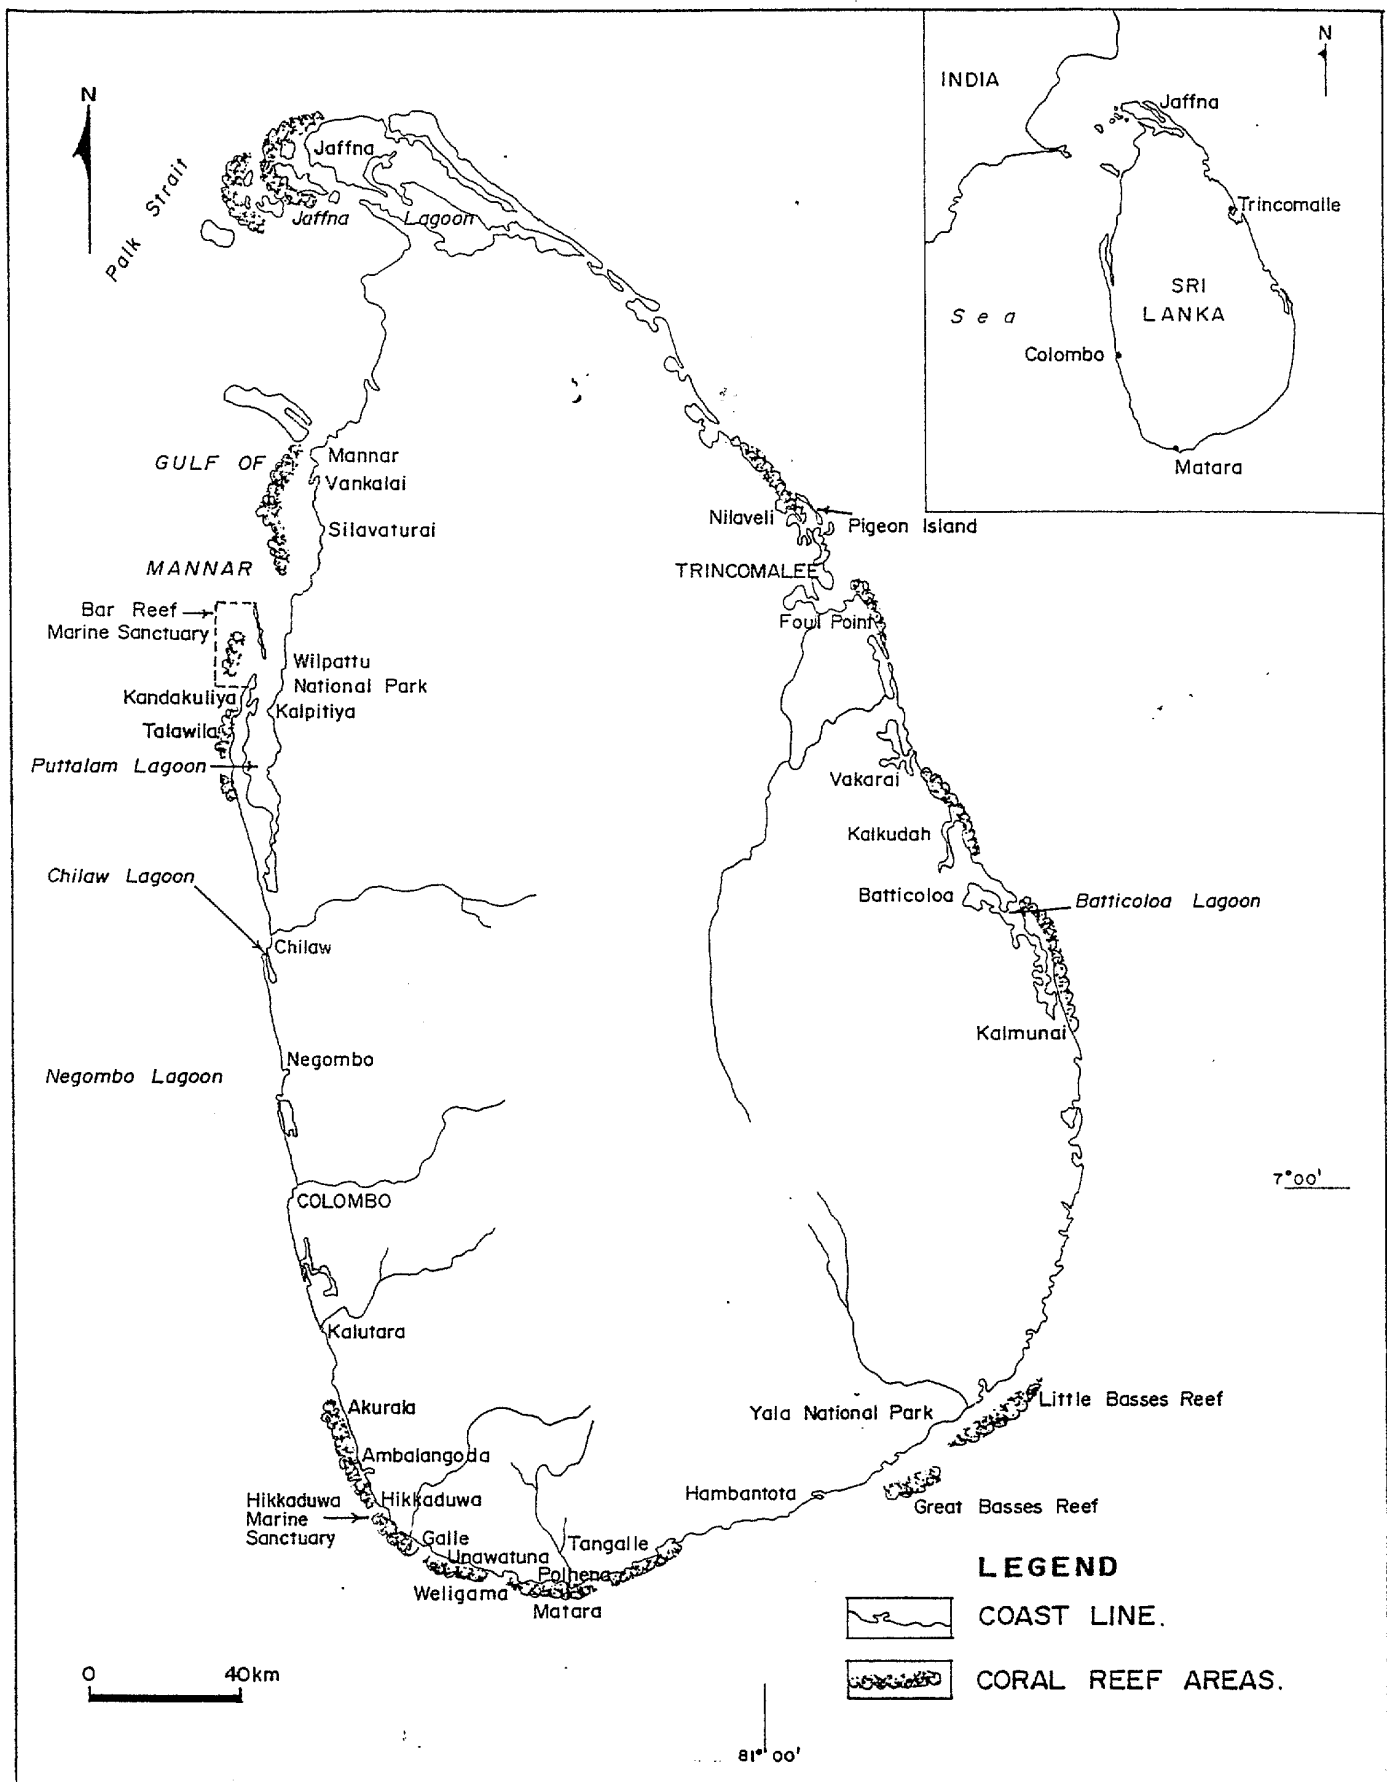 N
INDIA
N
Jaffna
Trincomalle
SRI
LANKA
Sea
Colombo
Matara
Palk Strait
Jaffna
Jaffna Lagoon
GULF OF
MANNAR
Mannar
Vankalai
Silavaturai
Nilaveli
Pigeon Island
TRINCOMALEE
Foul Point
Bar Reef
Marine Sanctuary
Wilpattu
National Park
Kandakuliya
Kalpitiya
Talawila
Puttalam Lagoon
Vakarai
Kalkudah
Chilaw Lagoon
Batticoloa
Batticoloa Lagoon
Chilaw
Kalmunai
Negombo
Negombo Lagoon
7°00'
COLOMBO
Kalutara
Little Basses Reef
Yala National Park
Akurala
Ambalangoda
Hambantota
Great Basses Reef
Hikkaduwa
Hikkaduwa
Marine
Sanctuary
Galle
Unawatuna
Tangalle
Polhena
Weligama
Matara
LEGEND
COAST LINE.
CORAL REEF AREAS.
0 40km
81°00'